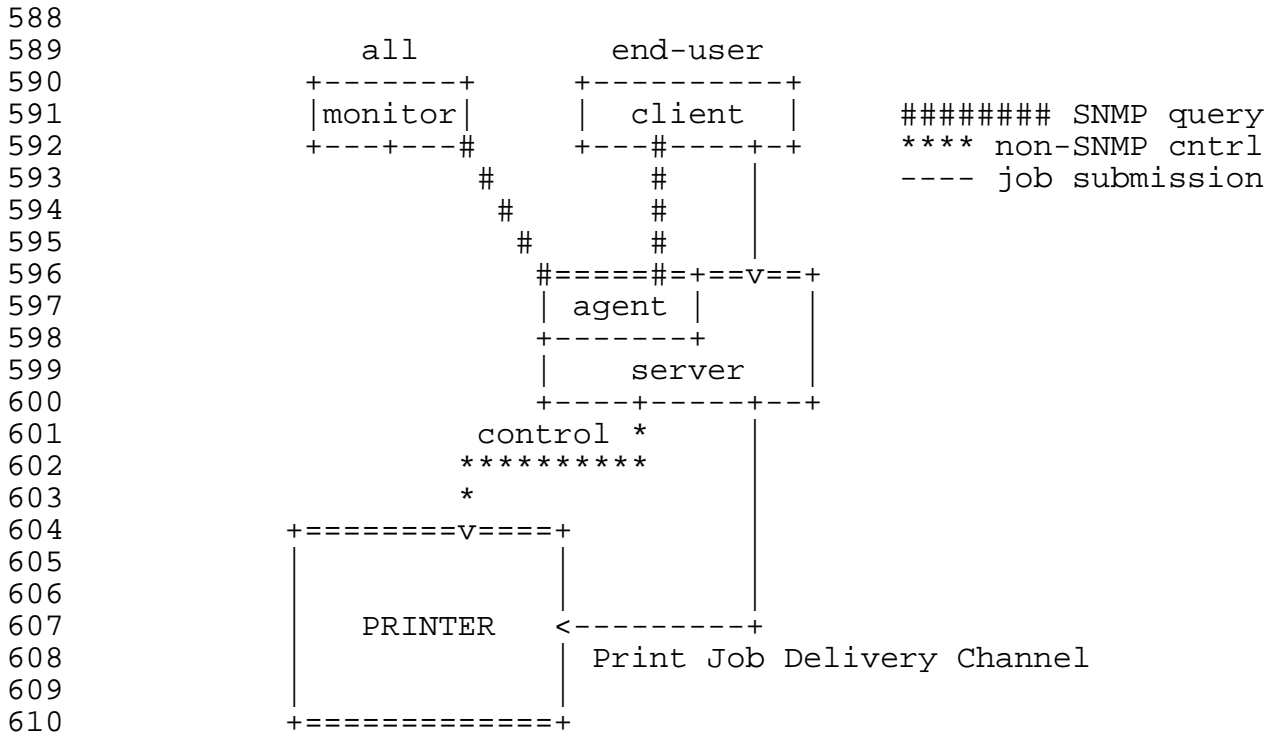 588
589                all          end-user
590             +-------+     +----------+
591             |monitor|     |  client  |     ######## SNMP query
592             +---+---#     +---#----+-+     **** non-SNMP cntrl
593                      #        #    |       ---- job submission
594                       #       #    |
595                        #      #    |
596                         #=====#=+==v==+
597                         | agent |     |
598                         +-------+     |
599                         |    server   |
600                         +----+-----+--+
601                      control *     |
602                     **********     |
603                     *              |
604            +========v====+         |
605            |             |         |
606            |             |         |
607            |   PRINTER   <---------+
608            |             | Print Job Delivery Channel
609            |             |
610            +=============+